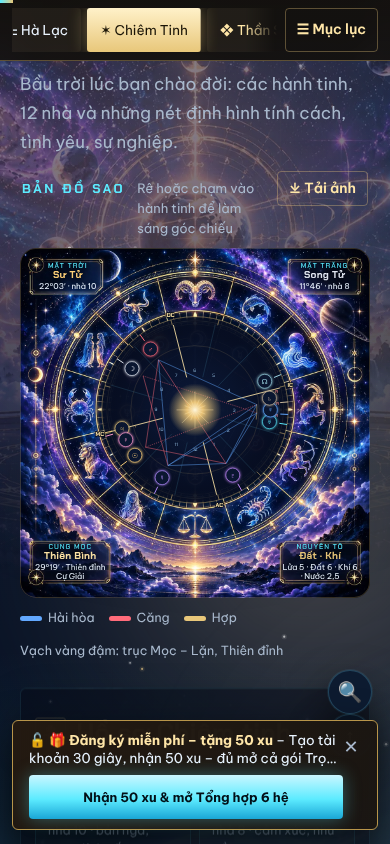 Hà Lạc
✶ Chiêm Tinh
❖ Thần
☰ Mục lục
Bầu trời lúc bạn chào đời: các hành tinh,
12 nhà và những nét định hình tính cách,
tình yêu, sự nghiệp.
BẢN ĐỒ SAO
Rê hoặc chạm vào
hành tinh để làm
sáng góc chiếu
Tải ảnh
MẶT TRỜI
Sư Tử
22°03' · nhà 10
MẶT TRĂNG
Song Tử
11°46' · nhà 8
DC
AC
CUNG MỌC
Thiên Bình
29°19' · Thiên đỉnh
Cự Giải
NGUYÊN TỐ
Đất · Khí
Lửa 5 · Đất 6 · Khí 6
· Nước 2,5
Hài hòa
Căng
Hợp
Vạch vàng đậm: trục Mọc – Lặn, Thiên đỉnh
🔓 🎁 Đăng ký miễn phí – tặng 50 xu – Tạo tài
khoản 30 giây, nhận 50 xu – đủ mở cả gói Trọ...
Nhận 50 xu & mở Tổng hợp 6 hệ